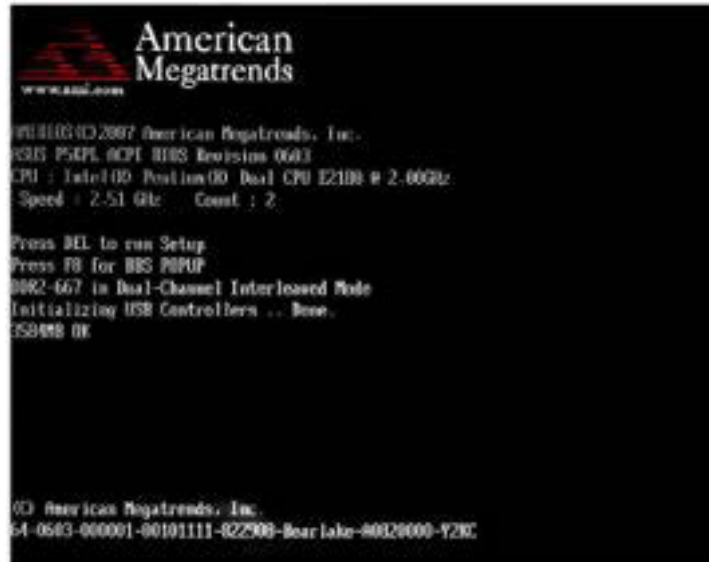 American
Megatrends
www.ami.com
AMIBIOS(C)2007 American Megatrends, Inc.
ASUS P5KPL ACPI BIOS Revision 0603
CPU : Intel(R) Pentium(R) Dual CPU E2180 @ 2.00GHz
Speed : 2.51 GHz Count : 2
Press DEL to run Setup
Press F8 for BBS POPUP
DDR2-667 in Dual-Channel Interleaved Mode
Initializing USB Controllers .. Done.
3584MB OK
(C) American Megatrends, Inc.
64-0603-000001-00101111-022908-Bearlake-A0820000-Y2KC